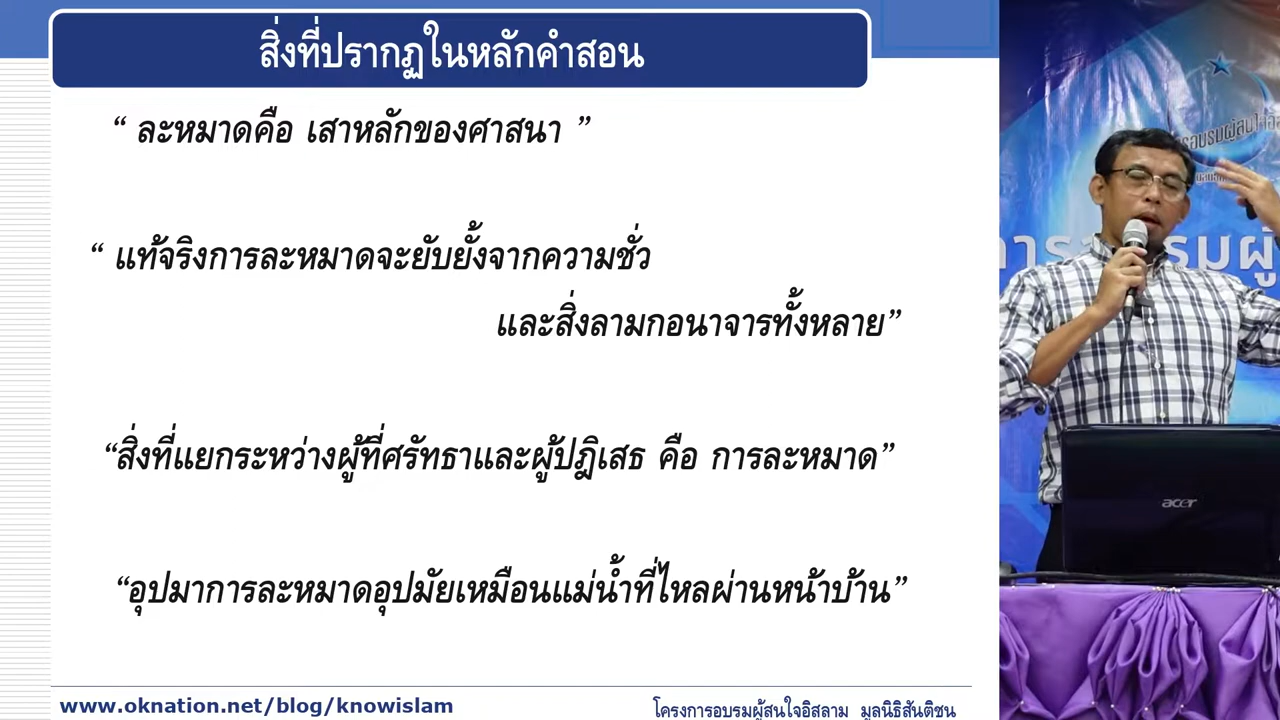 สิ่งที่ปรากฏในหลักคำสอน
“ ละหมาดคือ เสาหลักของศาสนา ”
“ แท้จริงการละหมาดจะยับยั้งจากความชั่ว
และสิ่งลามกอนาจารทั้งหลาย”
“สิ่งที่แยกระหว่างผู้ที่ศรัทธาและผู้ปฎิเสธ คือ การละหมาด”
“อุปมาการละหมาดอุปมัยเหมือนแม่น้ำที่ไหลผ่านหน้าบ้าน”
www.oknation.net/blog/knowislam
โครงการอบรมผู้สนใจอิสลาม มูลนิธิสันติชน
acer